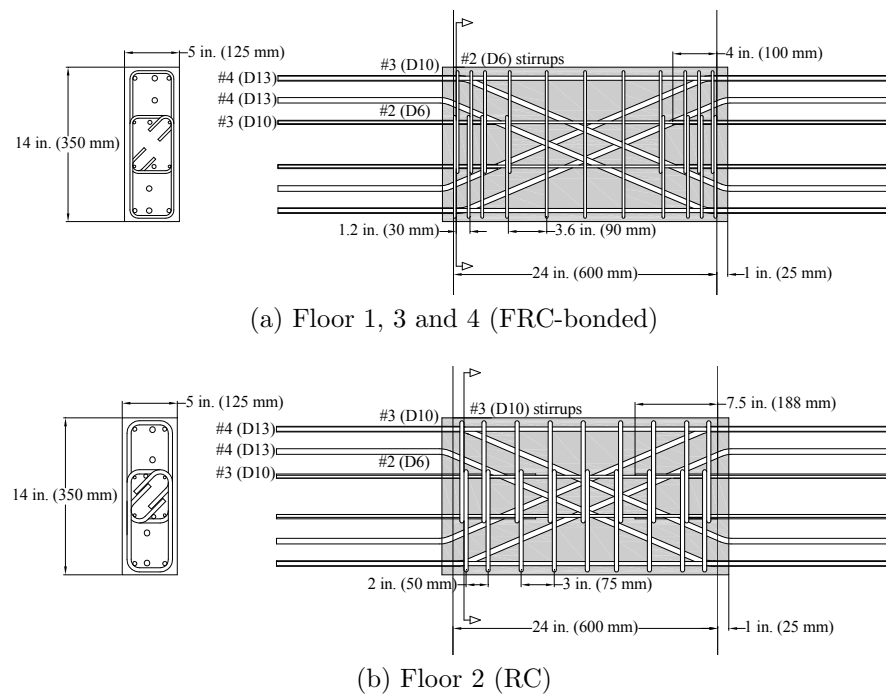 5 in. (125 mm)
#3 (D10)
#2 (D6) stirrups
4 in. (100 mm)
#4 (D13)
#4 (D13)
#2 (D6)
#3 (D10)
14 in. (350 mm)
1.2 in. (30 mm)
3.6 in. (90 mm)
24 in. (600 mm)
1 in. (25 mm)
(a) Floor 1, 3 and 4 (FRC-bonded)
5 in. (125 mm)
#3 (D10)
#3 (D10) stirrups
7.5 in. (188 mm)
#4 (D13)
#4 (D13)
#2 (D6)
#3 (D10)
14 in. (350 mm)
2 in. (50 mm)
3 in. (75 mm)
24 in. (600 mm)
1 in. (25 mm)
(b) Floor 2 (RC)